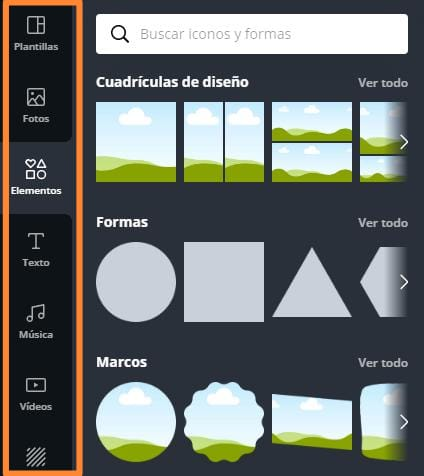 Plantillas
Fotos
Elementos
Texto
Música
Vídeos
Buscar iconos y formas
Cuadrículas de diseño Ver todo
Formas Ver todo
Marcos Ver todo